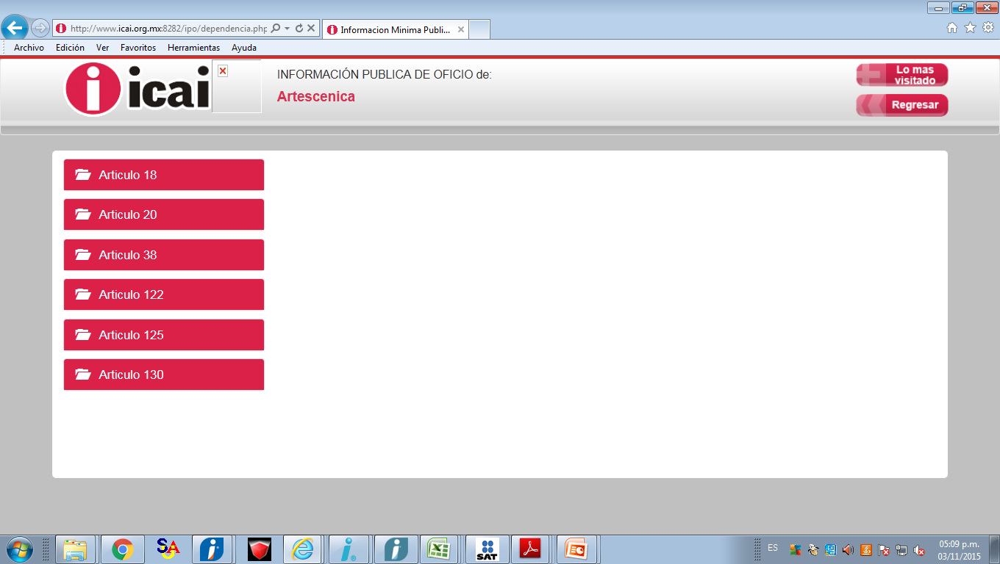 http://www.icai.org.mx:8282/ipo/dependencia.php
Informacion Minima Publi...
Archivo Edición Ver Favoritos Herramientas Ayuda
icai
INFORMACIÓN PUBLICA DE OFICIO de:
Artescenica
Lo mas
visitado
Regresar
Articulo 18
Articulo 20
Articulo 38
Articulo 122
Articulo 125
Articulo 130
SA
SAT
ES
05:09 p.m.
03/11/2015